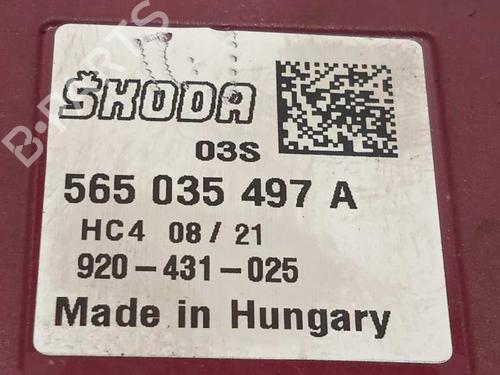 ŠKODA
03S
565 035 497 A
HC4 08/21
920-431-025
Made in Hungary
B-PARTS